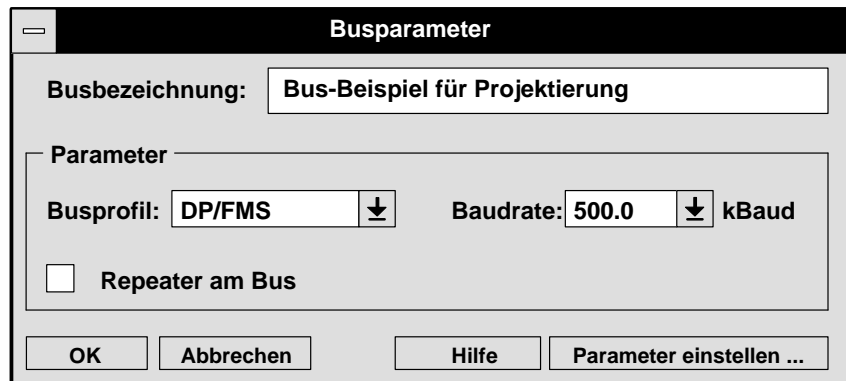 Busparameter
Busbezeichnung: Bus-Beispiel für Projektierung
Parameter
Busprofil: DP/FMS Baudrate: 500.0 kBaud
Repeater am Bus
OK Abbrechen Hilfe Parameter einstellen ...